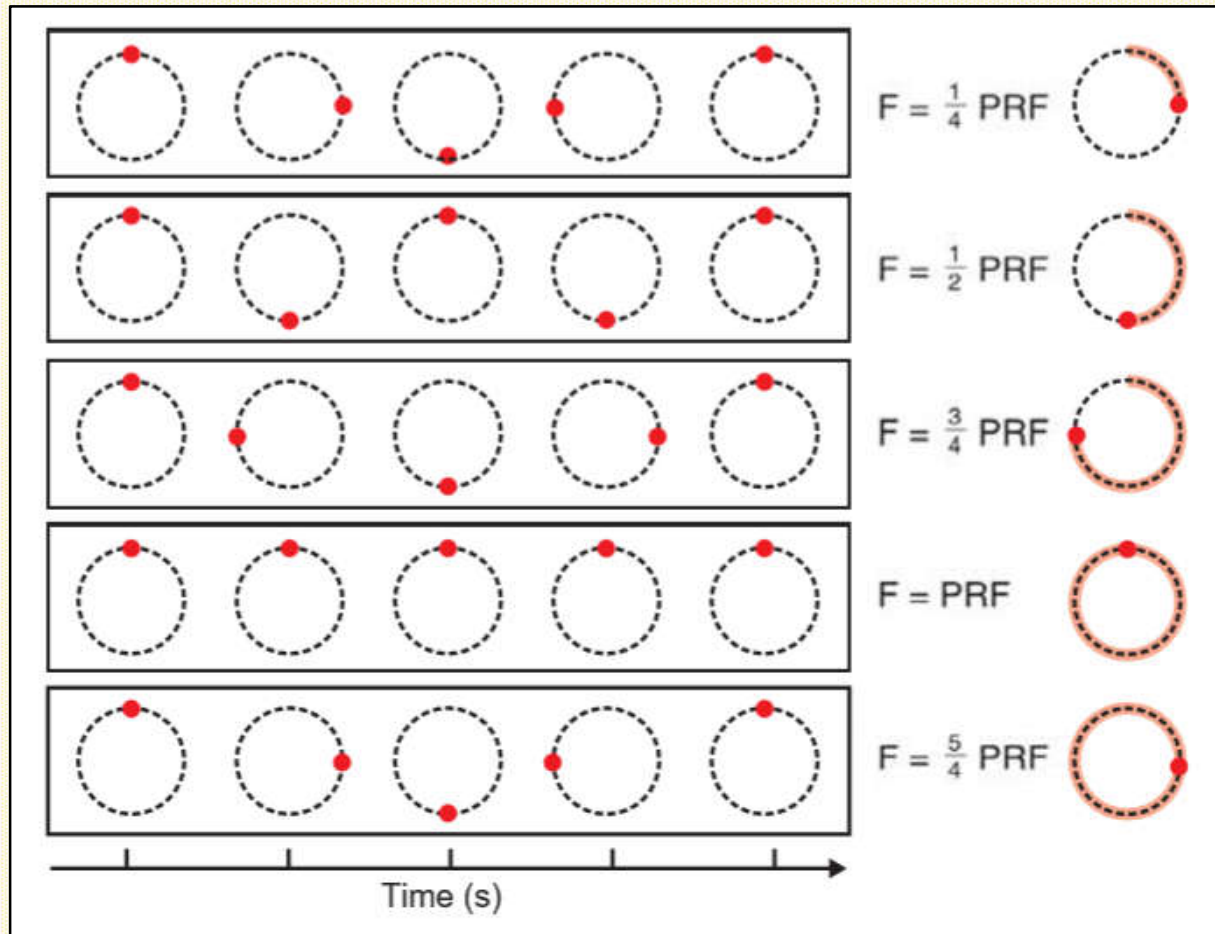 F = 1/4 PRF
F = 1/2 PRF
F = 3/4 PRF
F = PRF
F = 5/4 PRF
Time (s)